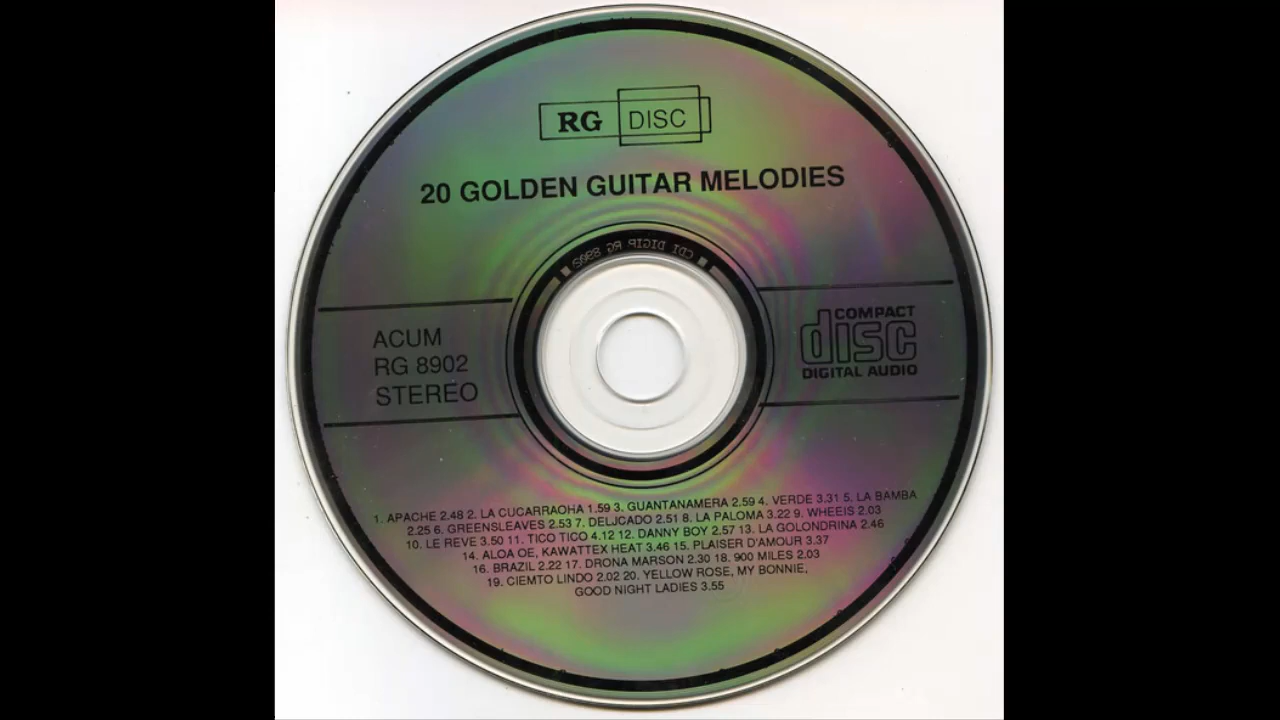 RG DISC
20 GOLDEN GUITAR MELODIES
CDI DIGIP RG 8902
ACUM
RG 8902
STEREO
COMPACT
disc
DIGITAL AUDIO
1. APACHE 2.48 2. LA CUCARRAOHA 1.59 3. GUANTANAMERA 2.59 4. VERDE 3.31 5. LA BAMBA
2.25 6. GREENSLEAVES 2.53 7. DELJCADO 2.51 8. LA PALOMA 3.22 9. WHEEIS 2.03
10. LE REVE 3.50 11. TICO TICO 4.12 12. DANNY BOY 2.57 13. LA GOLONDRINA 2.46
14. ALOA OE, KAWATTEX HEAT 3.46 15. PLAISER D'AMOUR 3.37
16. BRAZIL 2.22 17. DRONA MARSON 2.30 18. 900 MILES 2.03
19. CIEMTO LINDO 2.02 20. YELLOW ROSE, MY BONNIE,
GOOD NIGHT LADIES 3.55